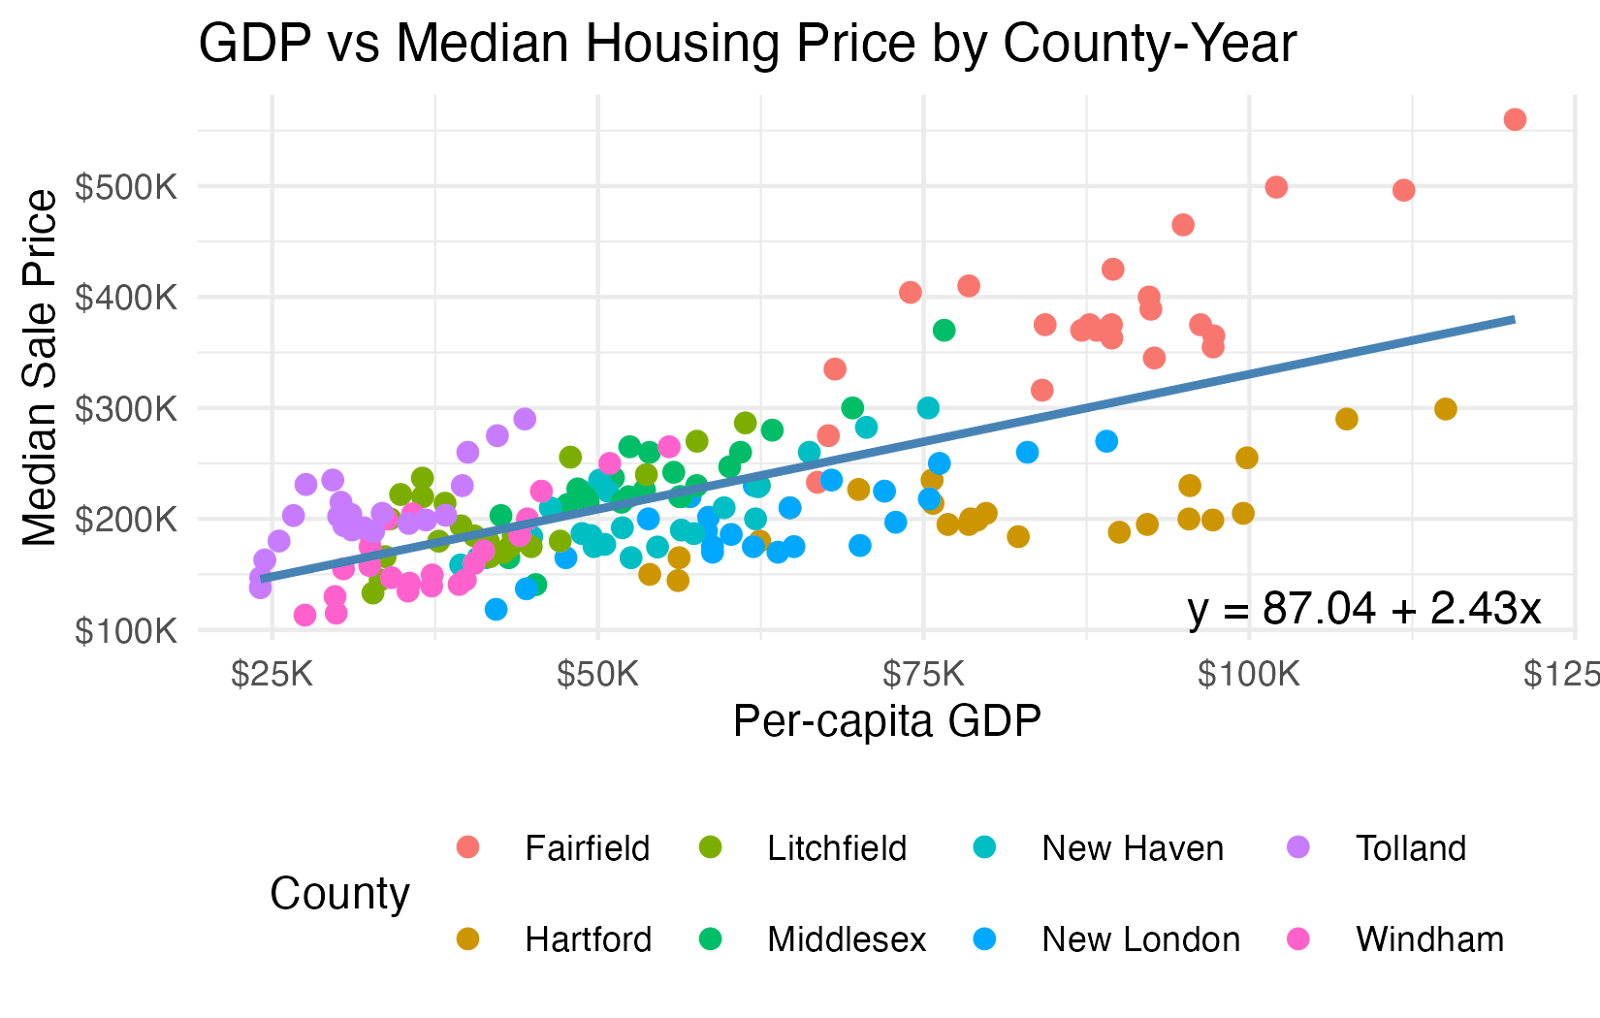 GDP vs Median Housing Price by County-Year
Median Sale Price
$500K
$400K
$300K
$200K
$100K
y = 87.04 + 2.43x
$25K $50K $75K $100K $125
Per-capita GDP
County
Fairfield Litchfield New Haven Tolland
Hartford Middlesex New London Windham